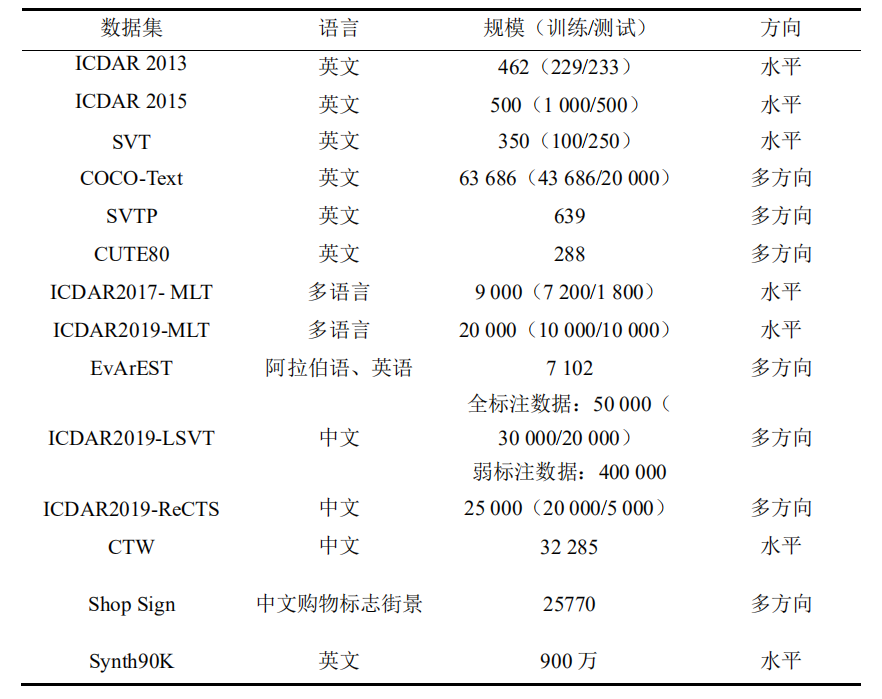 数据集 语言 规模（训练/测试） 方向
ICDAR 2013 英文 462（229/233） 水平
ICDAR 2015 英文 500（1 000/500） 水平
SVT 英文 350（100/250） 水平
COCO-Text 英文 63 686（43 686/20 000） 多方向
SVTP 英文 639 多方向
CUTE80 英文 288 多方向
ICDAR2017- MLT 多语言 9 000（7 200/1 800） 水平
ICDAR2019-MLT 多语言 20 000（10 000/10 000） 水平
EvArEST 阿拉伯语、英语 7 102 多方向
全标注数据：50 000（
ICDAR2019-LSVT 中文 30 000/20 000） 多方向
弱标注数据：400 000
ICDAR2019-ReCTS 中文 25 000（20 000/5 000） 多方向
CTW 中文 32 285 水平
Shop Sign 中文购物标志街景 25770 多方向
Synth90K 英文 900 万 水平